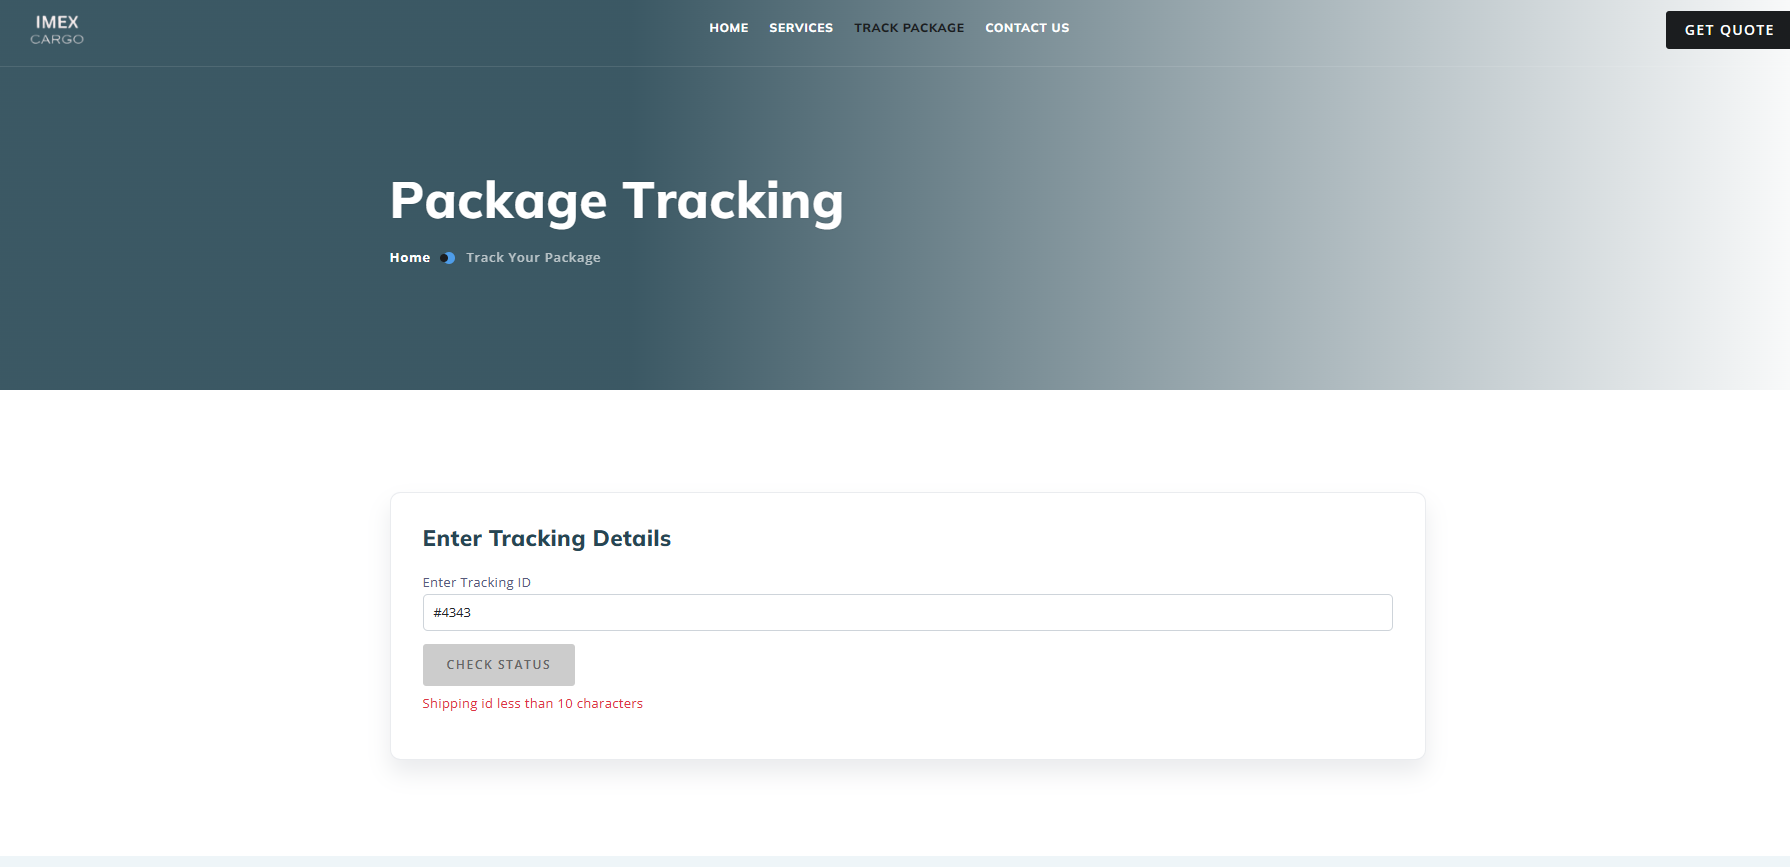 IMEX
CARGO
HOME SERVICES TRACK PACKAGE CONTACT US
GET QUOTE
Package Tracking
Home Track Your Package
Enter Tracking Details
Enter Tracking ID
#4343
CHECK STATUS
Shipping id less than 10 characters